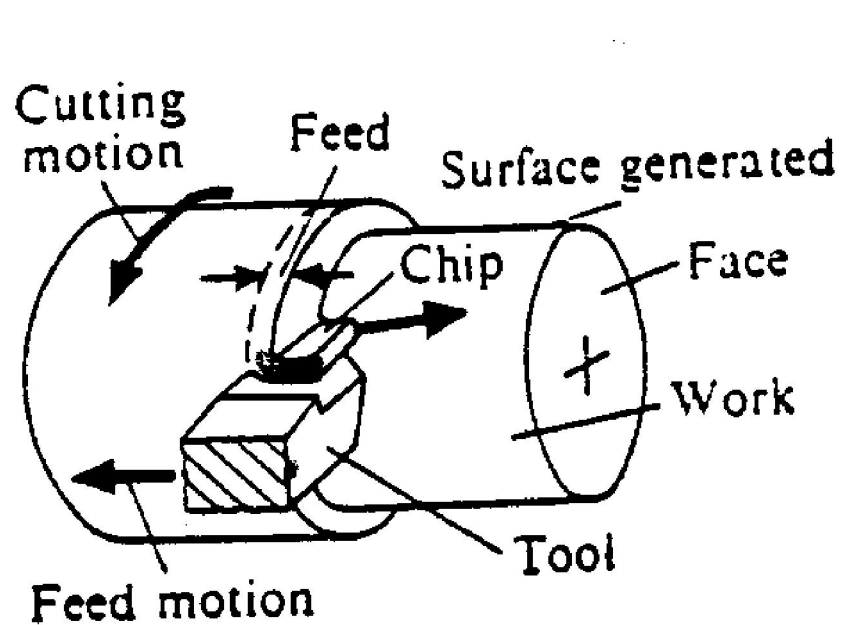 Cutting
motion
Feed
Surface generated
Chip
Face
Work
Tool
Feed motion